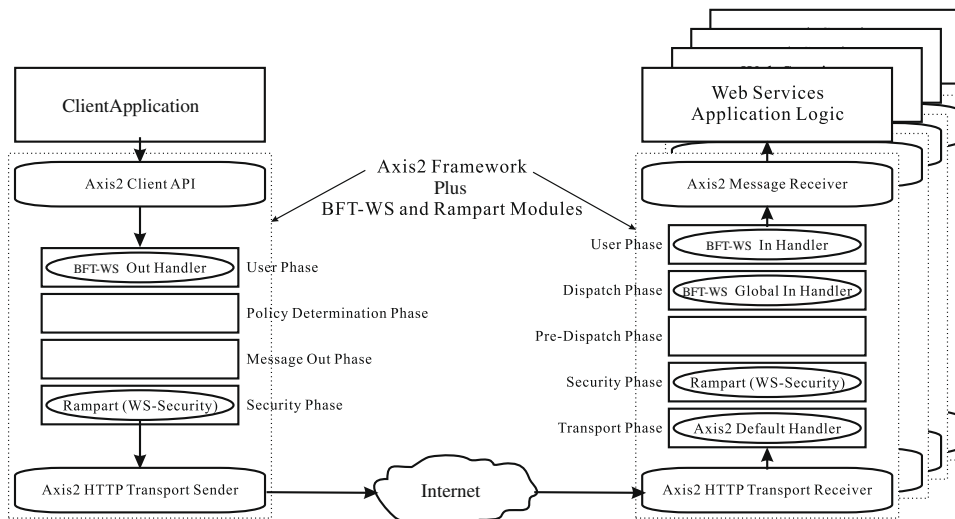 ClientApplication
Axis2 Client API
BFT-WS Out Handler
User Phase
Policy Determination Phase
Message Out Phase
Rampart (WS-Security)
Security Phase
Axis2 HTTP Transport Sender
Axis2 Framework
Plus
BFT-WS and Rampart Modules
Internet
Web Services
Application Logic
Axis2 Message Receiver
User Phase
BFT-WS In Handler
Dispatch Phase
BFT-WS Global In Handler
Pre-Dispatch Phase
Security Phase
Rampart (WS-Security)
Transport Phase
Axis2 Default Handler
Axis2 HTTP Transport Receiver